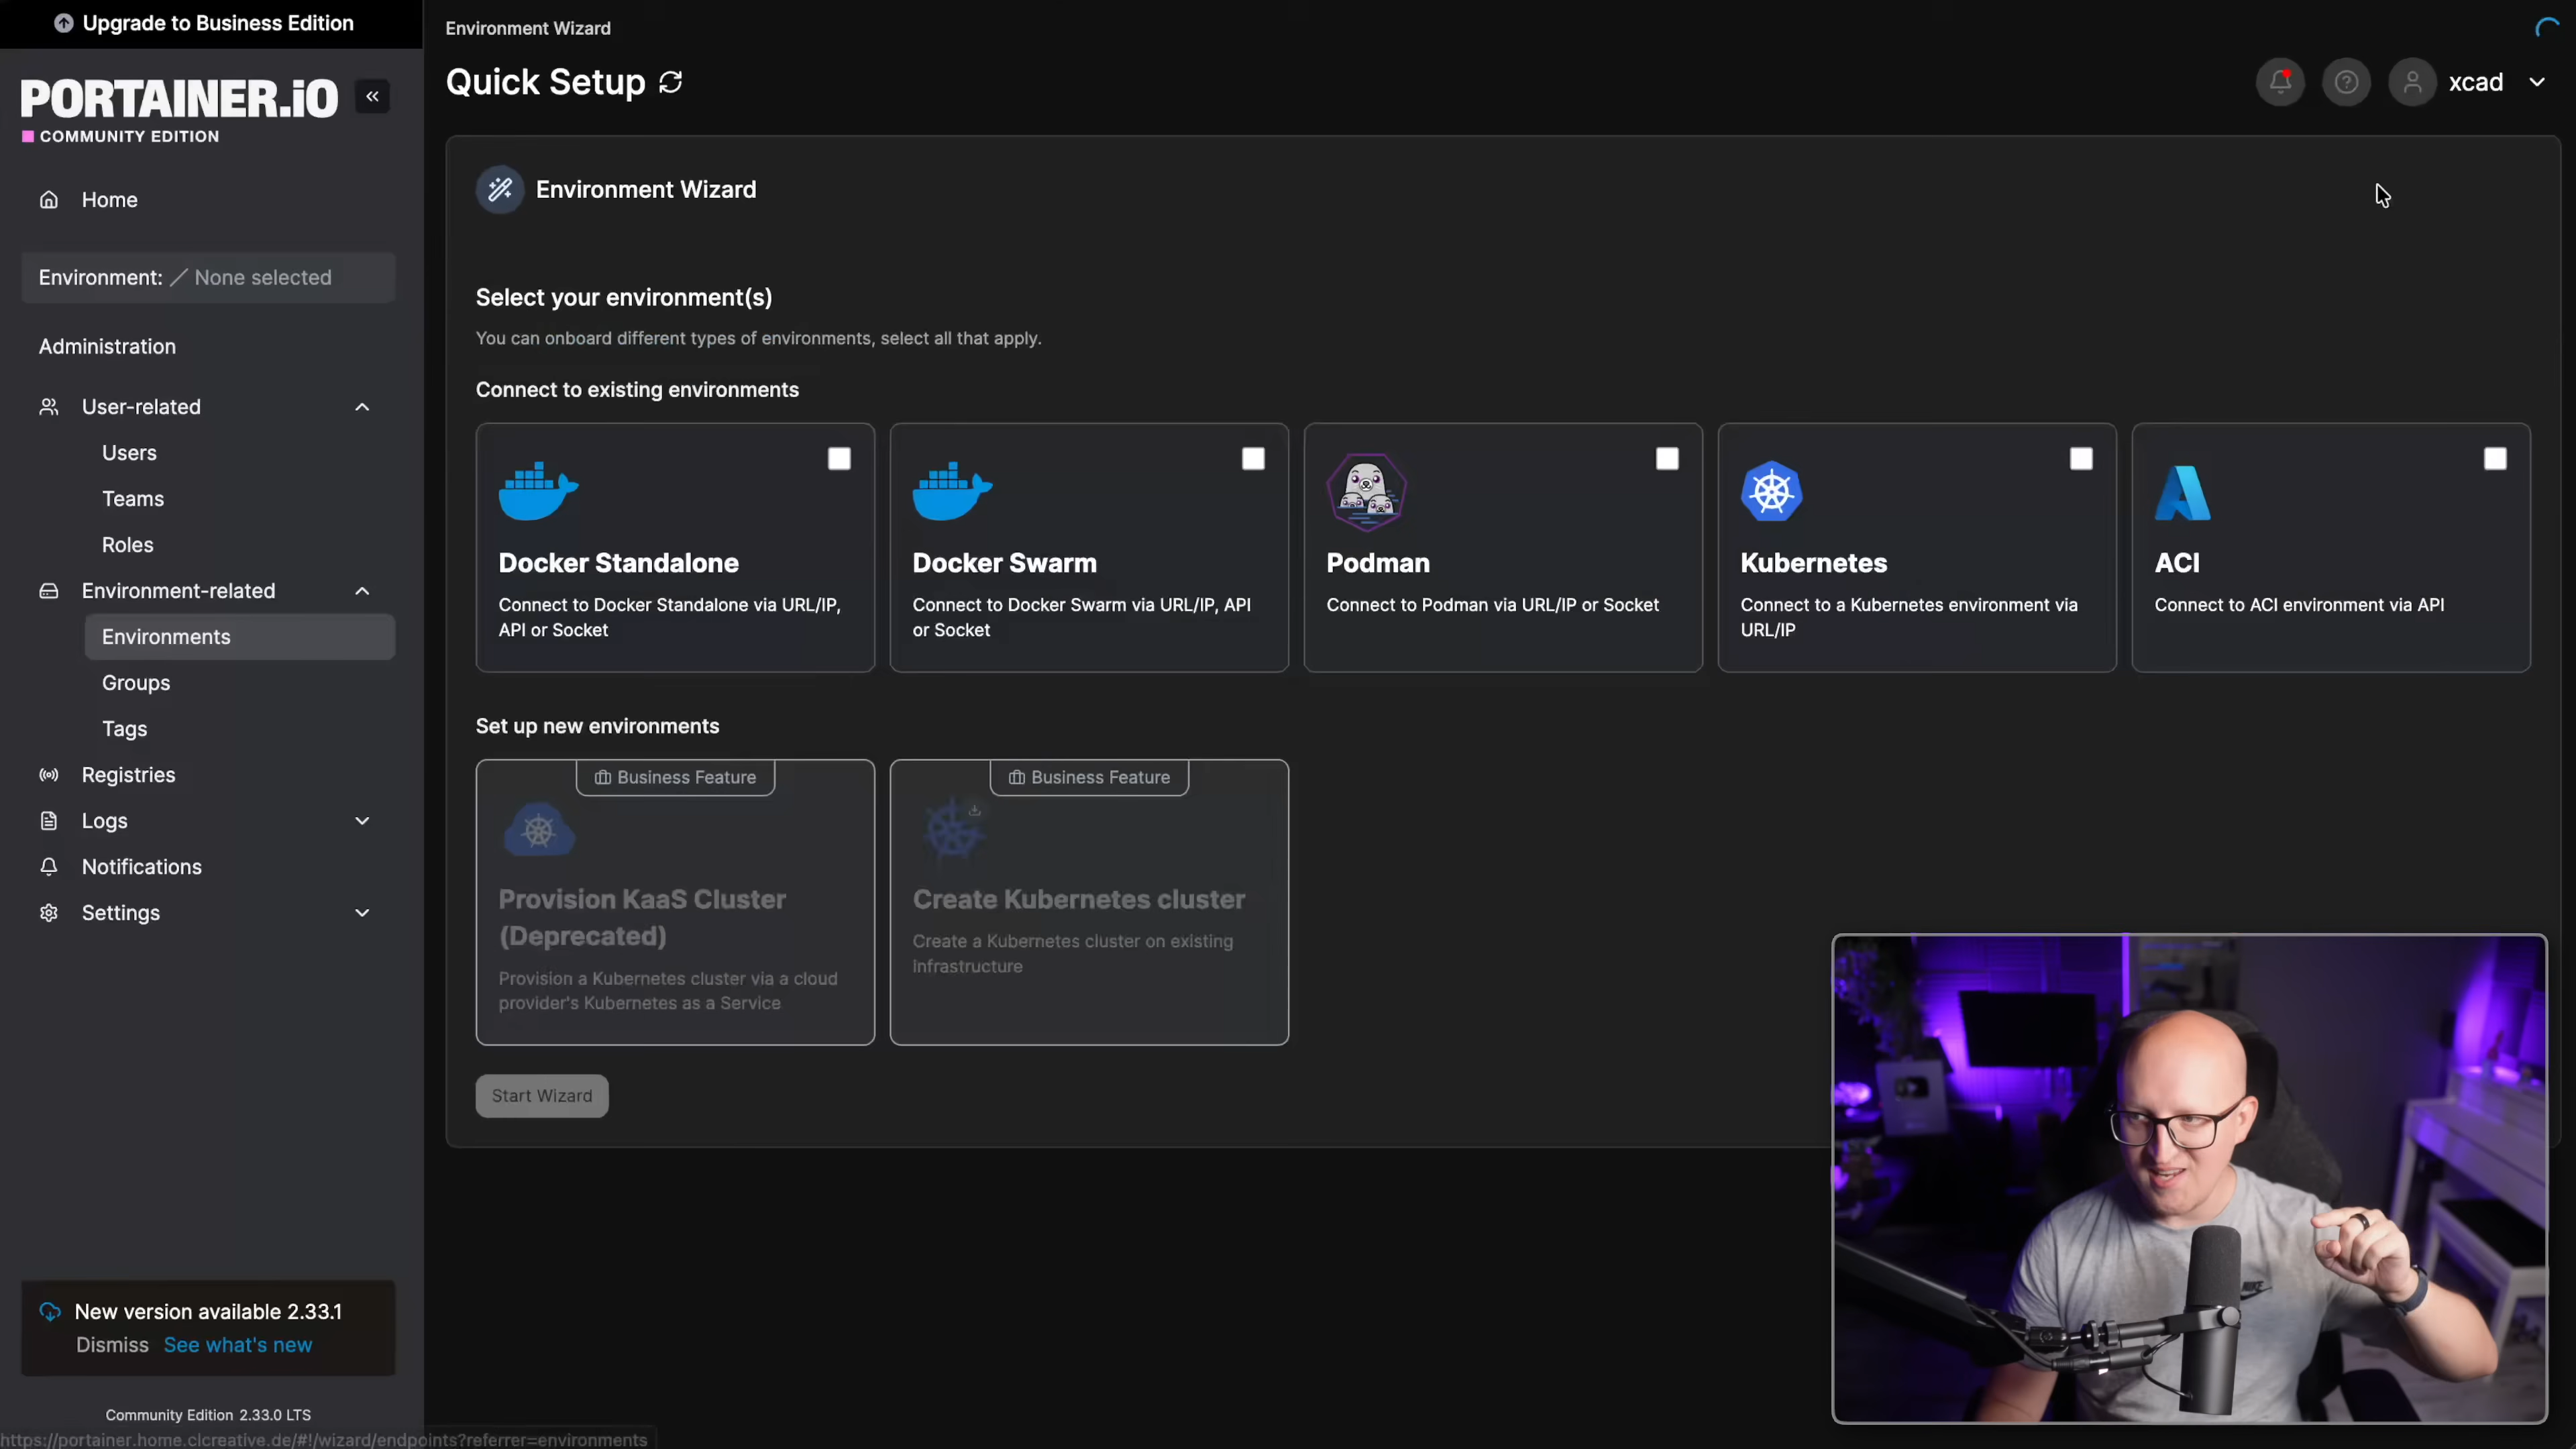 Upgrade to Business Edition
PORTAINER.iO
COMMUNITY EDITION
Home
Environment: None selected
Administration
User-related
Users
Teams
Roles
Environment-related
Environments
Groups
Tags
Registries
Logs
Notifications
Settings
New version available 2.33.1
Dismiss See what's new
Community Edition 2.33.0 LTS
https://portainer.home.clcreative.de/#!/wizard/endpoints?referrer=environments
Environment Wizard
Quick Setup
xcad
Environment Wizard
Select your environment(s)
You can onboard different types of environments, select all that apply.
Connect to existing environments
Docker Standalone
Connect to Docker Standalone via URL/IP,
API or Socket
Docker Swarm
Connect to Docker Swarm via URL/IP, API
or Socket
Podman
Connect to Podman via URL/IP or Socket
Kubernetes
Connect to a Kubernetes environment via
URL/IP
ACI
Connect to ACI environment via API
Set up new environments
Business Feature
Provision KaaS Cluster
(Deprecated)
Provision a Kubernetes cluster via a cloud
provider's Kubernetes as a Service
Business Feature
Create Kubernetes cluster
Create a Kubernetes cluster on existing
infrastructure
Start Wizard
NIKE